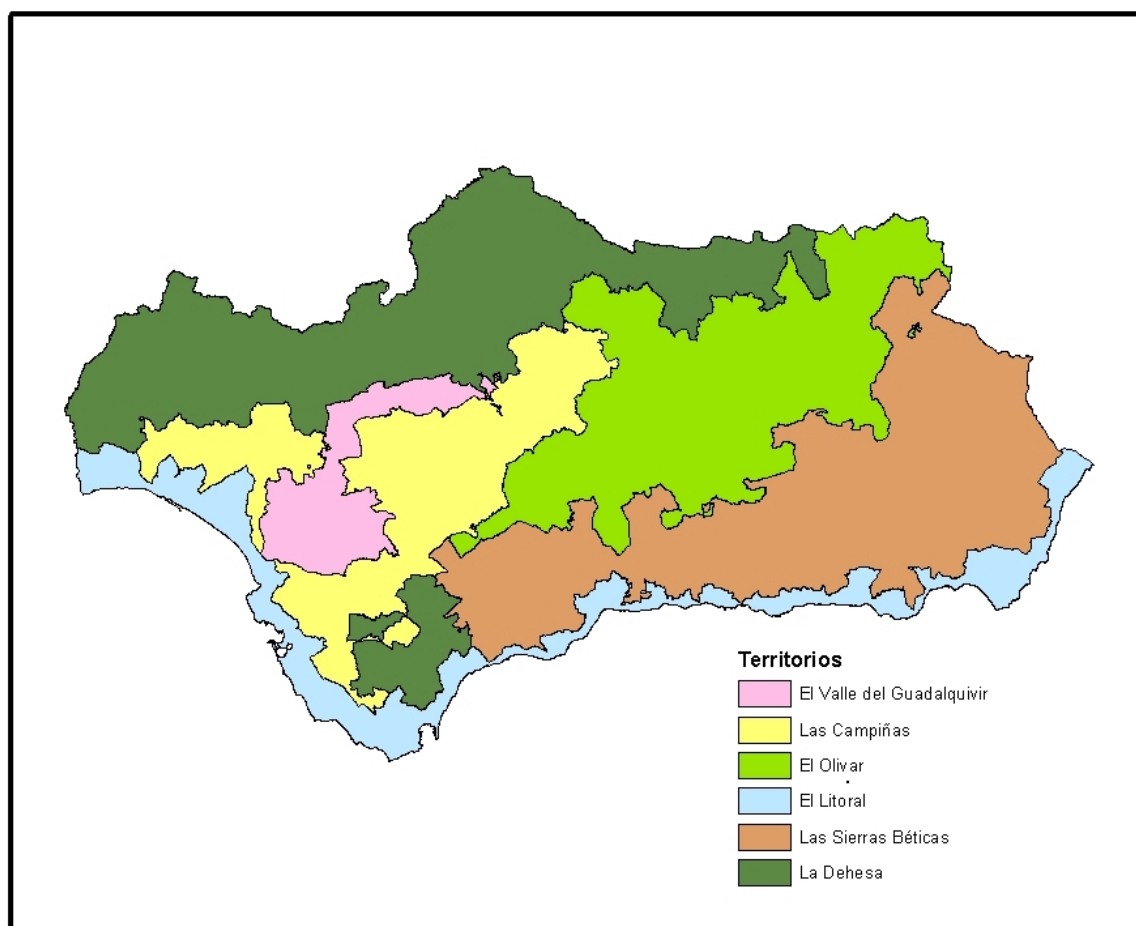 Territorios
El Valle del Guadalquivir
Las Campiñas
El Olivar
El Litoral
Las Sierras Béticas
La Dehesa